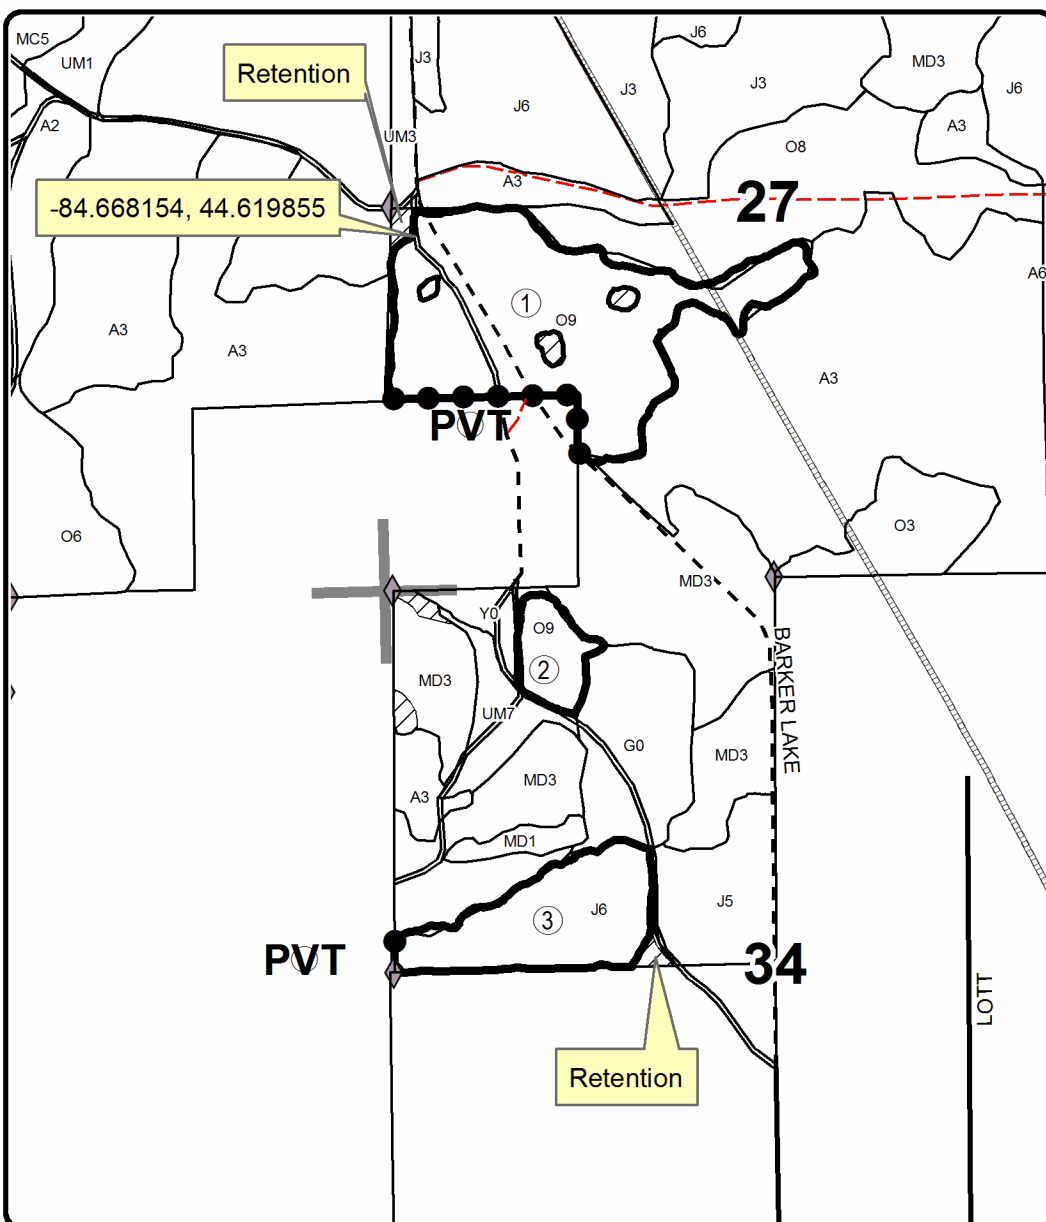 MC5
UM1
J3
J6
J3
J3
MD3
J6
Retention
J6
A2
UM3
O8
A3
A3
-84.668154, 44.619855
27
A6
1
O9
A3
A3
A3
PVT
O6
O3
MD3
Y0
O9
BARKER LAKE
2
MD3
UM7
G0
MD3
MD3
A3
MD1
3
J6
J5
PVT
34
LOTT
Retention